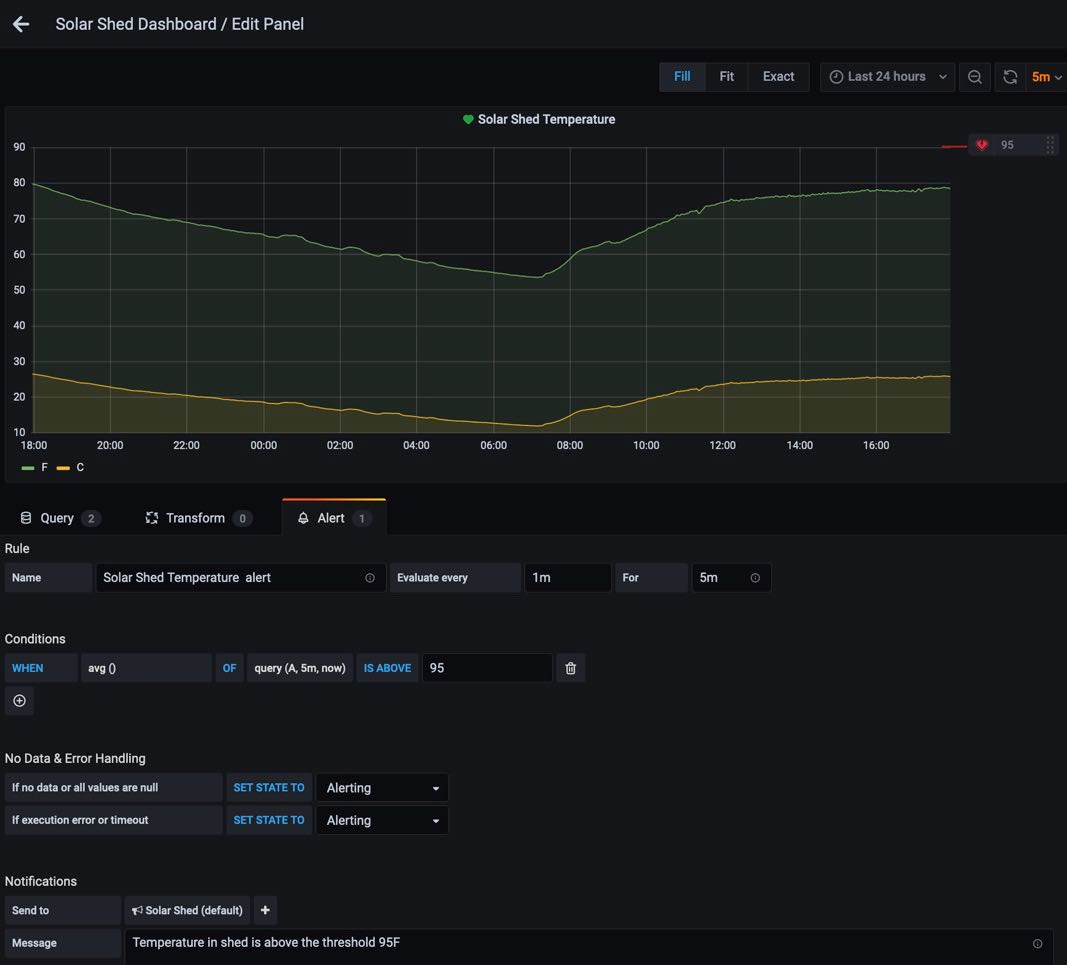 Solar Shed Dashboard / Edit Panel
Fill Fit Exact Last 24 hours 5m
Solar Shed Temperature
90 95
80
70
60
50
40
30
20
10
18:00 20:00 22:00 00:00 02:00 04:00 06:00 08:00 10:00 12:00 14:00 16:00
F C
Query 2 Transform 0 Alert 1
Rule
Name Solar Shed Temperature alert Evaluate every 1m For 5m
Conditions
WHEN avg () OF query (A, 5m, now) IS ABOVE 95
No Data & Error Handling
If no data or all values are null SET STATE TO Alerting
If execution error or timeout SET STATE TO Alerting
Notifications
Send to Solar Shed (default) +
Message Temperature in shed is above the threshold 95F